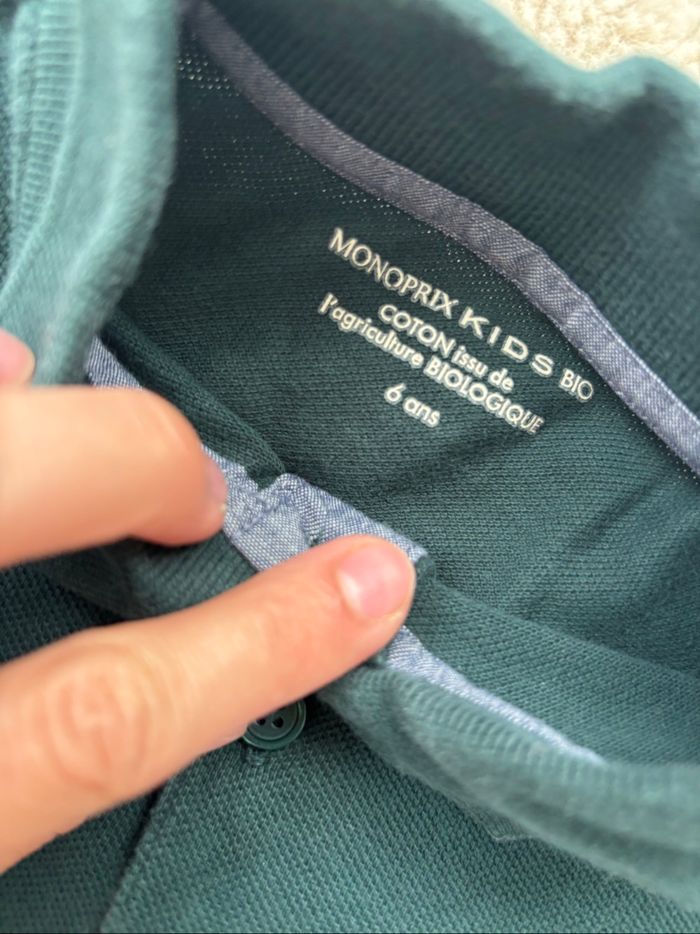 MONOPRIX KIDS BIO
COTON issu de
l'agriculture BIOLOGIQUE
6 ans